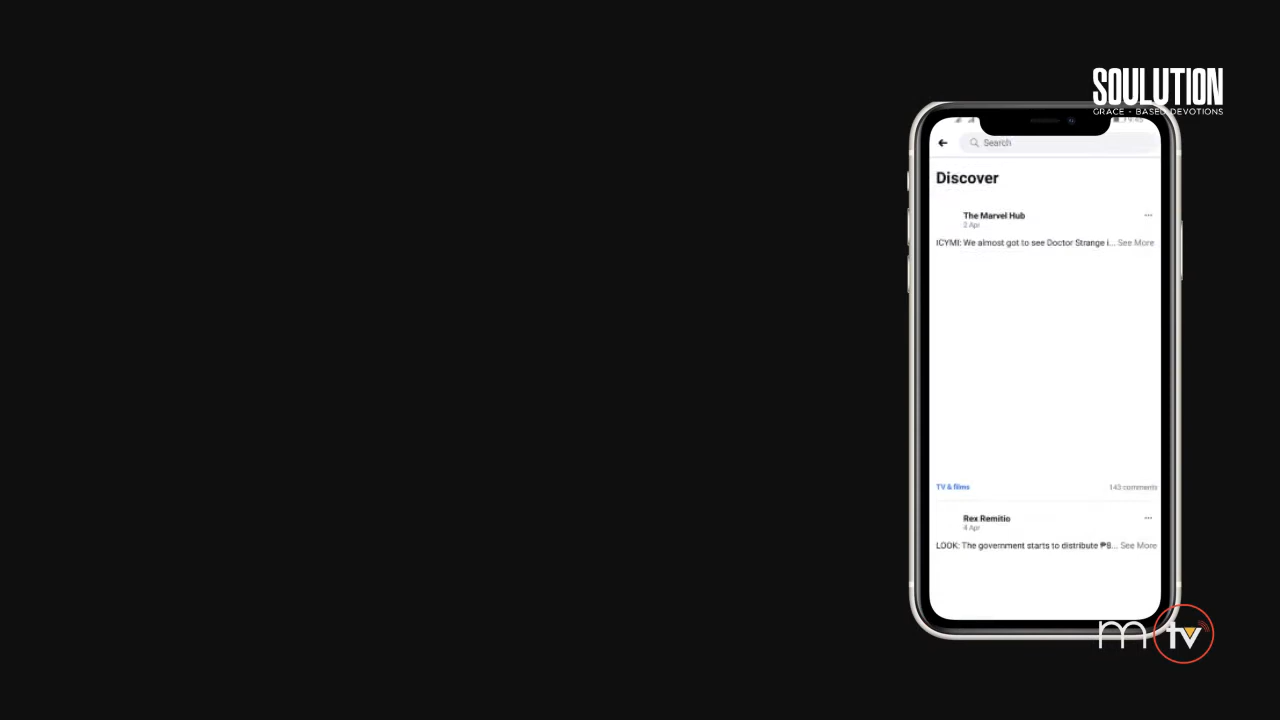 SOULUTION
GRACE - BASED DEVOTIONS
Search
Discover
The Marvel Hub
2 Apr
ICYMI: We almost got to see Doctor Strange i... See More
TV & films
143 comments
Rex Remitio
4 Apr
LOOK: The government starts to distribute ₱8... See More
m tv